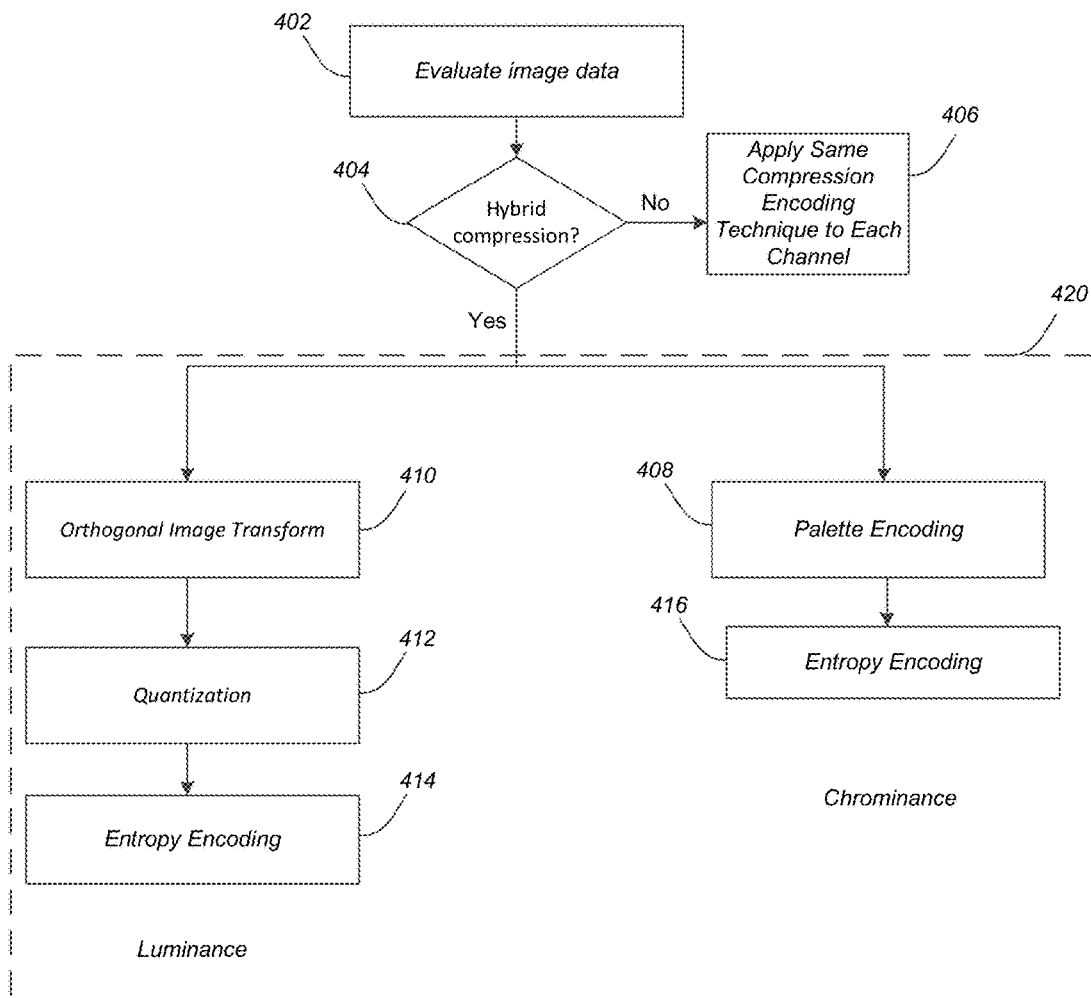 402
Evaluate image data
404
Hybrid
compression?
No
406
Apply Same
Compression
Encoding
Technique to Each
Channel
Yes
420
410
Orthogonal Image Transform
408
Palette Encoding
412
Quantization
416
Entropy Encoding
414
Entropy Encoding
Chrominance
Luminance